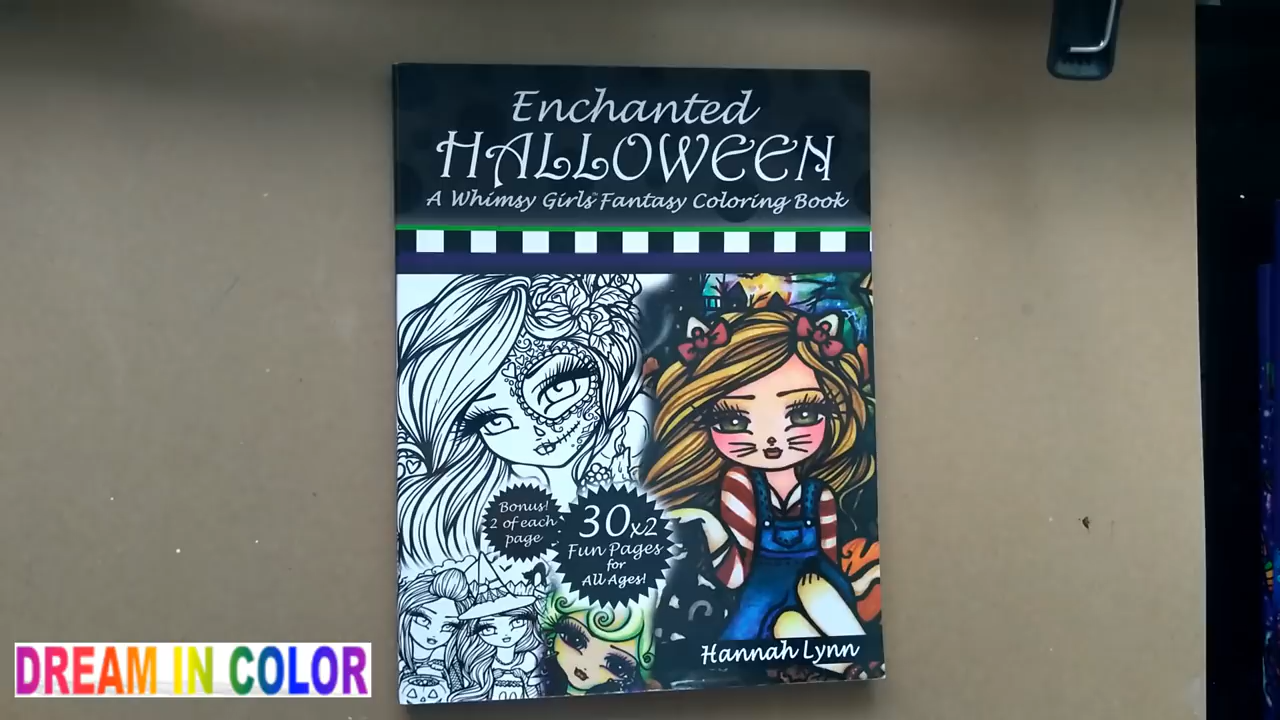 Enchanted
HALLOWEEN
A Whimsy Girls™ Fantasy Coloring Book
Bonus!
2 of each
page
30x2
Fun Pages
for
All Ages!
Hannah Lynn
DREAM IN COLOR